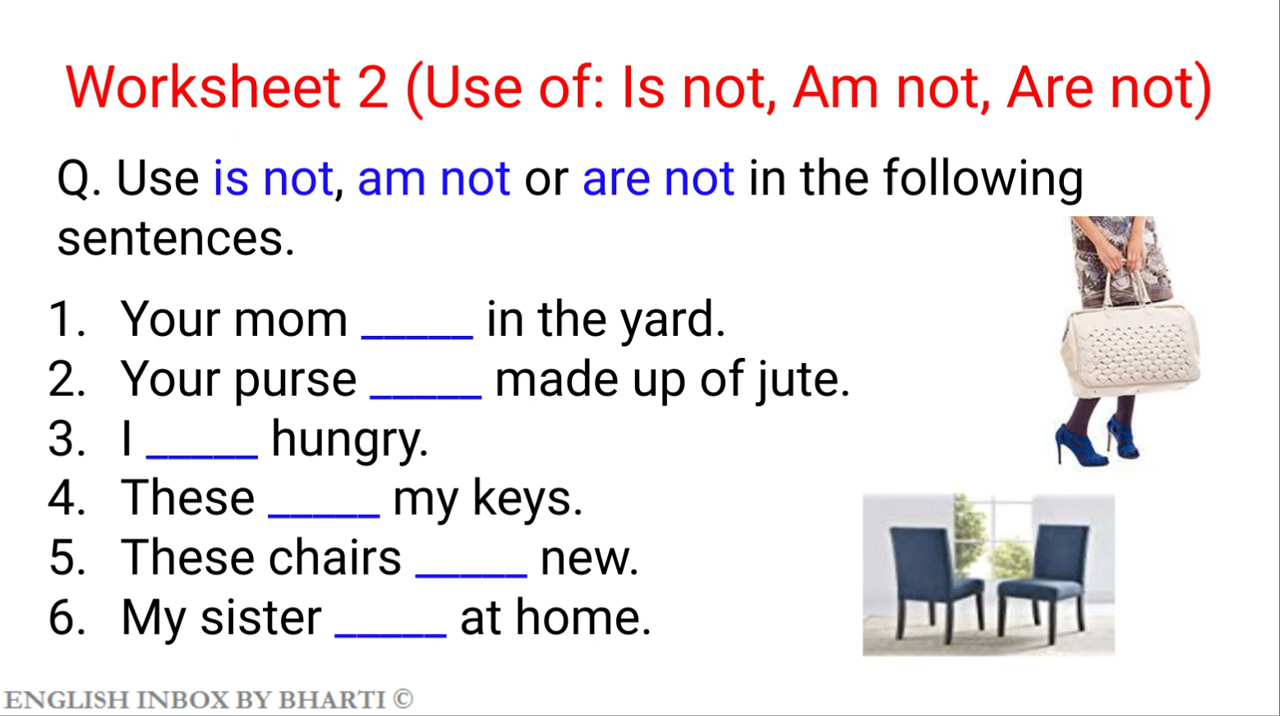 Worksheet 2 (Use of: Is not, Am not, Are not)
Q. Use is not, am not or are not in the following
sentences.
1. Your mom _____ in the yard.
2. Your purse _____ made up of jute.
3. I _____ hungry.
4. These _____ my keys.
5. These chairs _____ new.
6. My sister _____ at home.
ENGLISH INBOX BY BHARTI ©